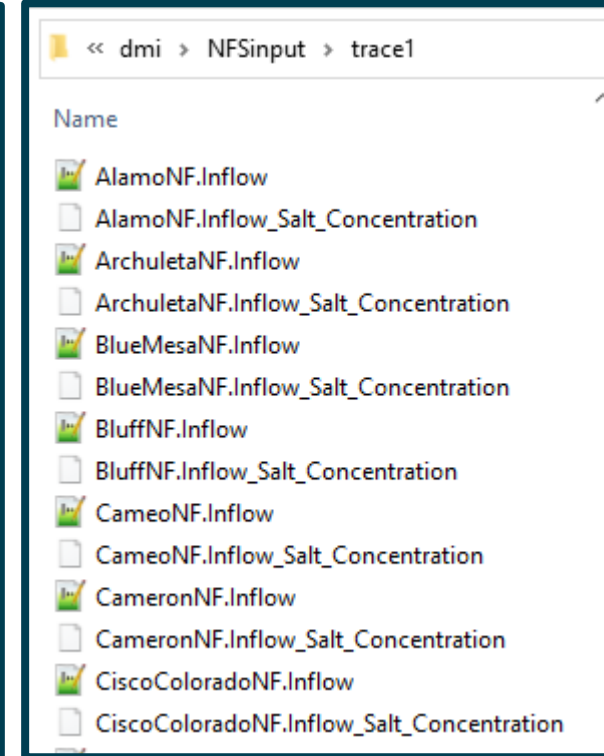 « dmi > NFSinput > trace1
Name
AlamoNF.Inflow
AlamoNF.Inflow_Salt_Concentration
ArchuletaNF.Inflow
ArchuletaNF.Inflow_Salt_Concentration
BlueMesaNF.Inflow
BlueMesaNF.Inflow_Salt_Concentration
BluffNF.Inflow
BluffNF.Inflow_Salt_Concentration
CameoNF.Inflow
CameoNF.Inflow_Salt_Concentration
CameronNF.Inflow
CameronNF.Inflow_Salt_Concentration
CiscoColoradoNF.Inflow
CiscoColoradoNF.Inflow_Salt_Concentration